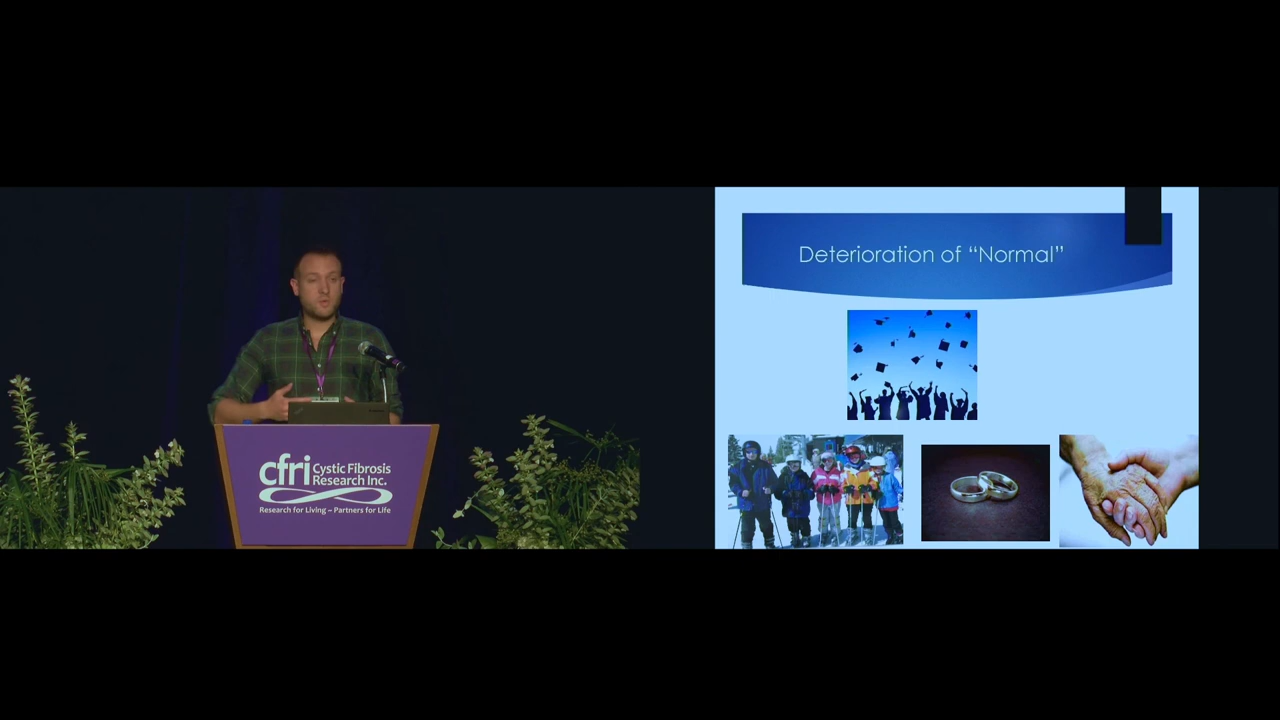 cfri Cystic Fibrosis
Research Inc.
Research for Living – Partners for Life
Deterioration of “Normal”